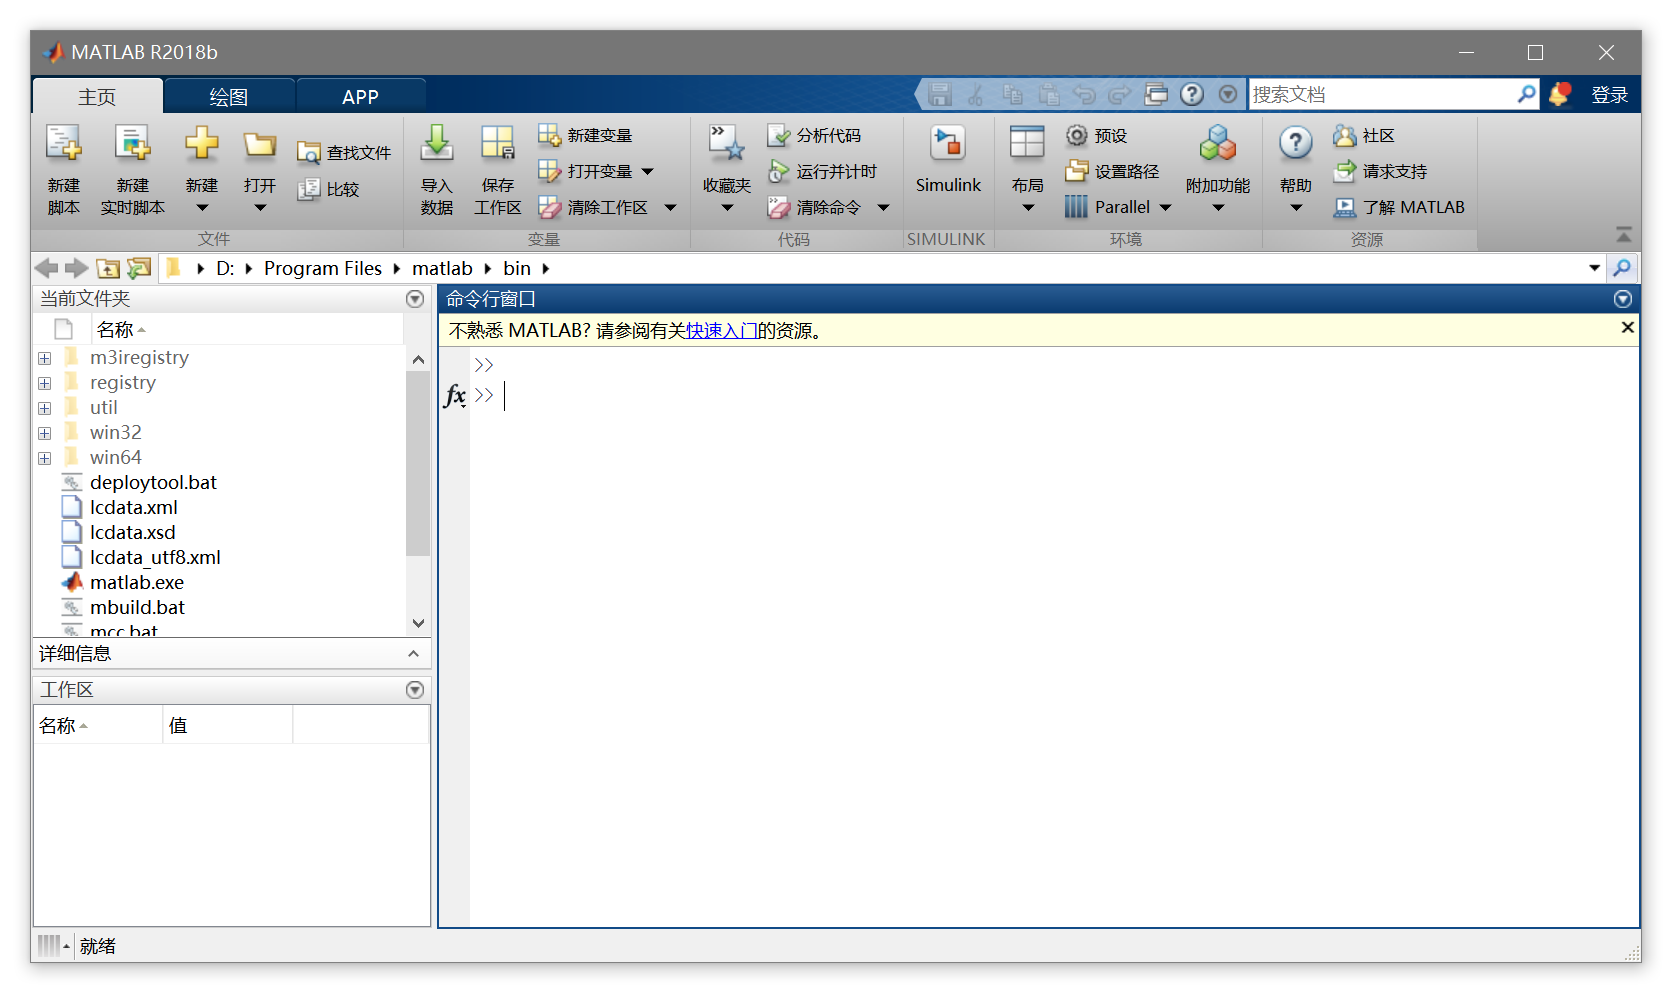 MATLAB R2018b
主页 绘图 APP
搜索文档
登录
新建
脚本
新建
实时脚本
新建
打开
查找文件
比较
文件
导入
数据
保存
工作区
新建变量
打开变量
清除工作区
变量
收藏夹
分析代码
运行并计时
清除命令
代码
Simulink
SIMULINK
布局
预设
设置路径
Parallel
附加功能
环境
帮助
社区
请求支持
了解 MATLAB
资源
D: Program Files matlab bin
当前文件夹
名称
m3iregistry
registry
util
win32
win64
deploytool.bat
lcdata.xml
lcdata.xsd
lcdata_utf8.xml
matlab.exe
mbuild.bat
mcc.bat
详细信息
工作区
名称 值
命令行窗口
不熟悉 MATLAB? 请参阅有关快速入门的资源。
>>
fx >>
就绪